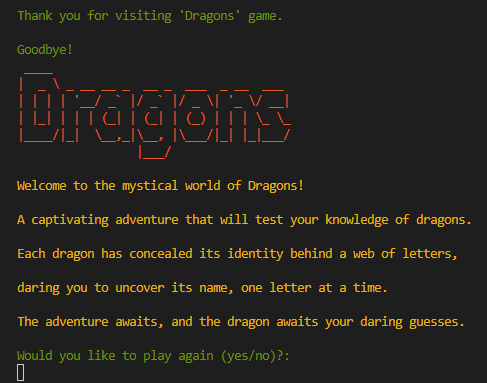 Thank you for visiting 'Dragons' game.
Goodbye!
Dragons
Welcome to the mystical world of Dragons!
A captivating adventure that will test your knowledge of dragons.
Each dragon has concealed its identity behind a web of letters,
daring you to uncover its name, one letter at a time.
The adventure awaits, and the dragon awaits your daring guesses.
Would you like to play again (yes/no)?: